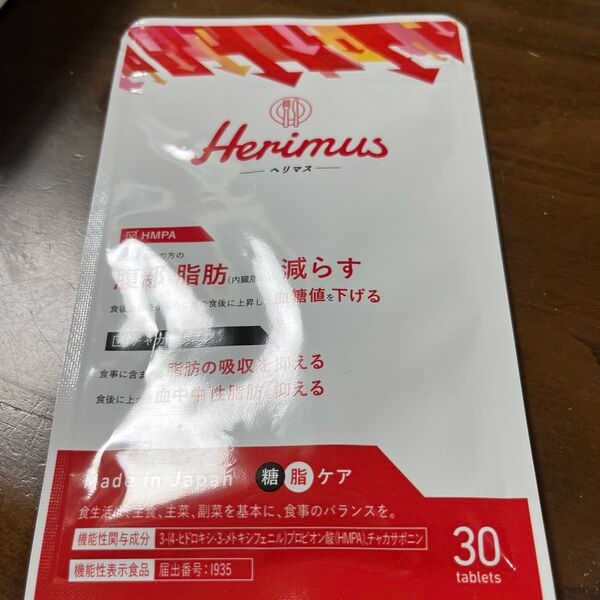 Herimus
ヘリマス
HMPA
の方の
腹部 脂肪(内臓脂 減らす
食後 の食後に上昇し 血糖値を下げる
食事に含ま 脂肪の吸収を抑える
食後に上 血中中性脂肪 抑える
Made in Japan 糖 脂 ケア
食生活は、主食、主菜、副菜を基本に、食事のバランスを。
機能性関与成分 3-(4-ヒドロキシ-3-メトキシフェニル)プロピオン酸(HMPA)、チャカサポニン
機能性表示食品 届出番号:I935
30
tablets